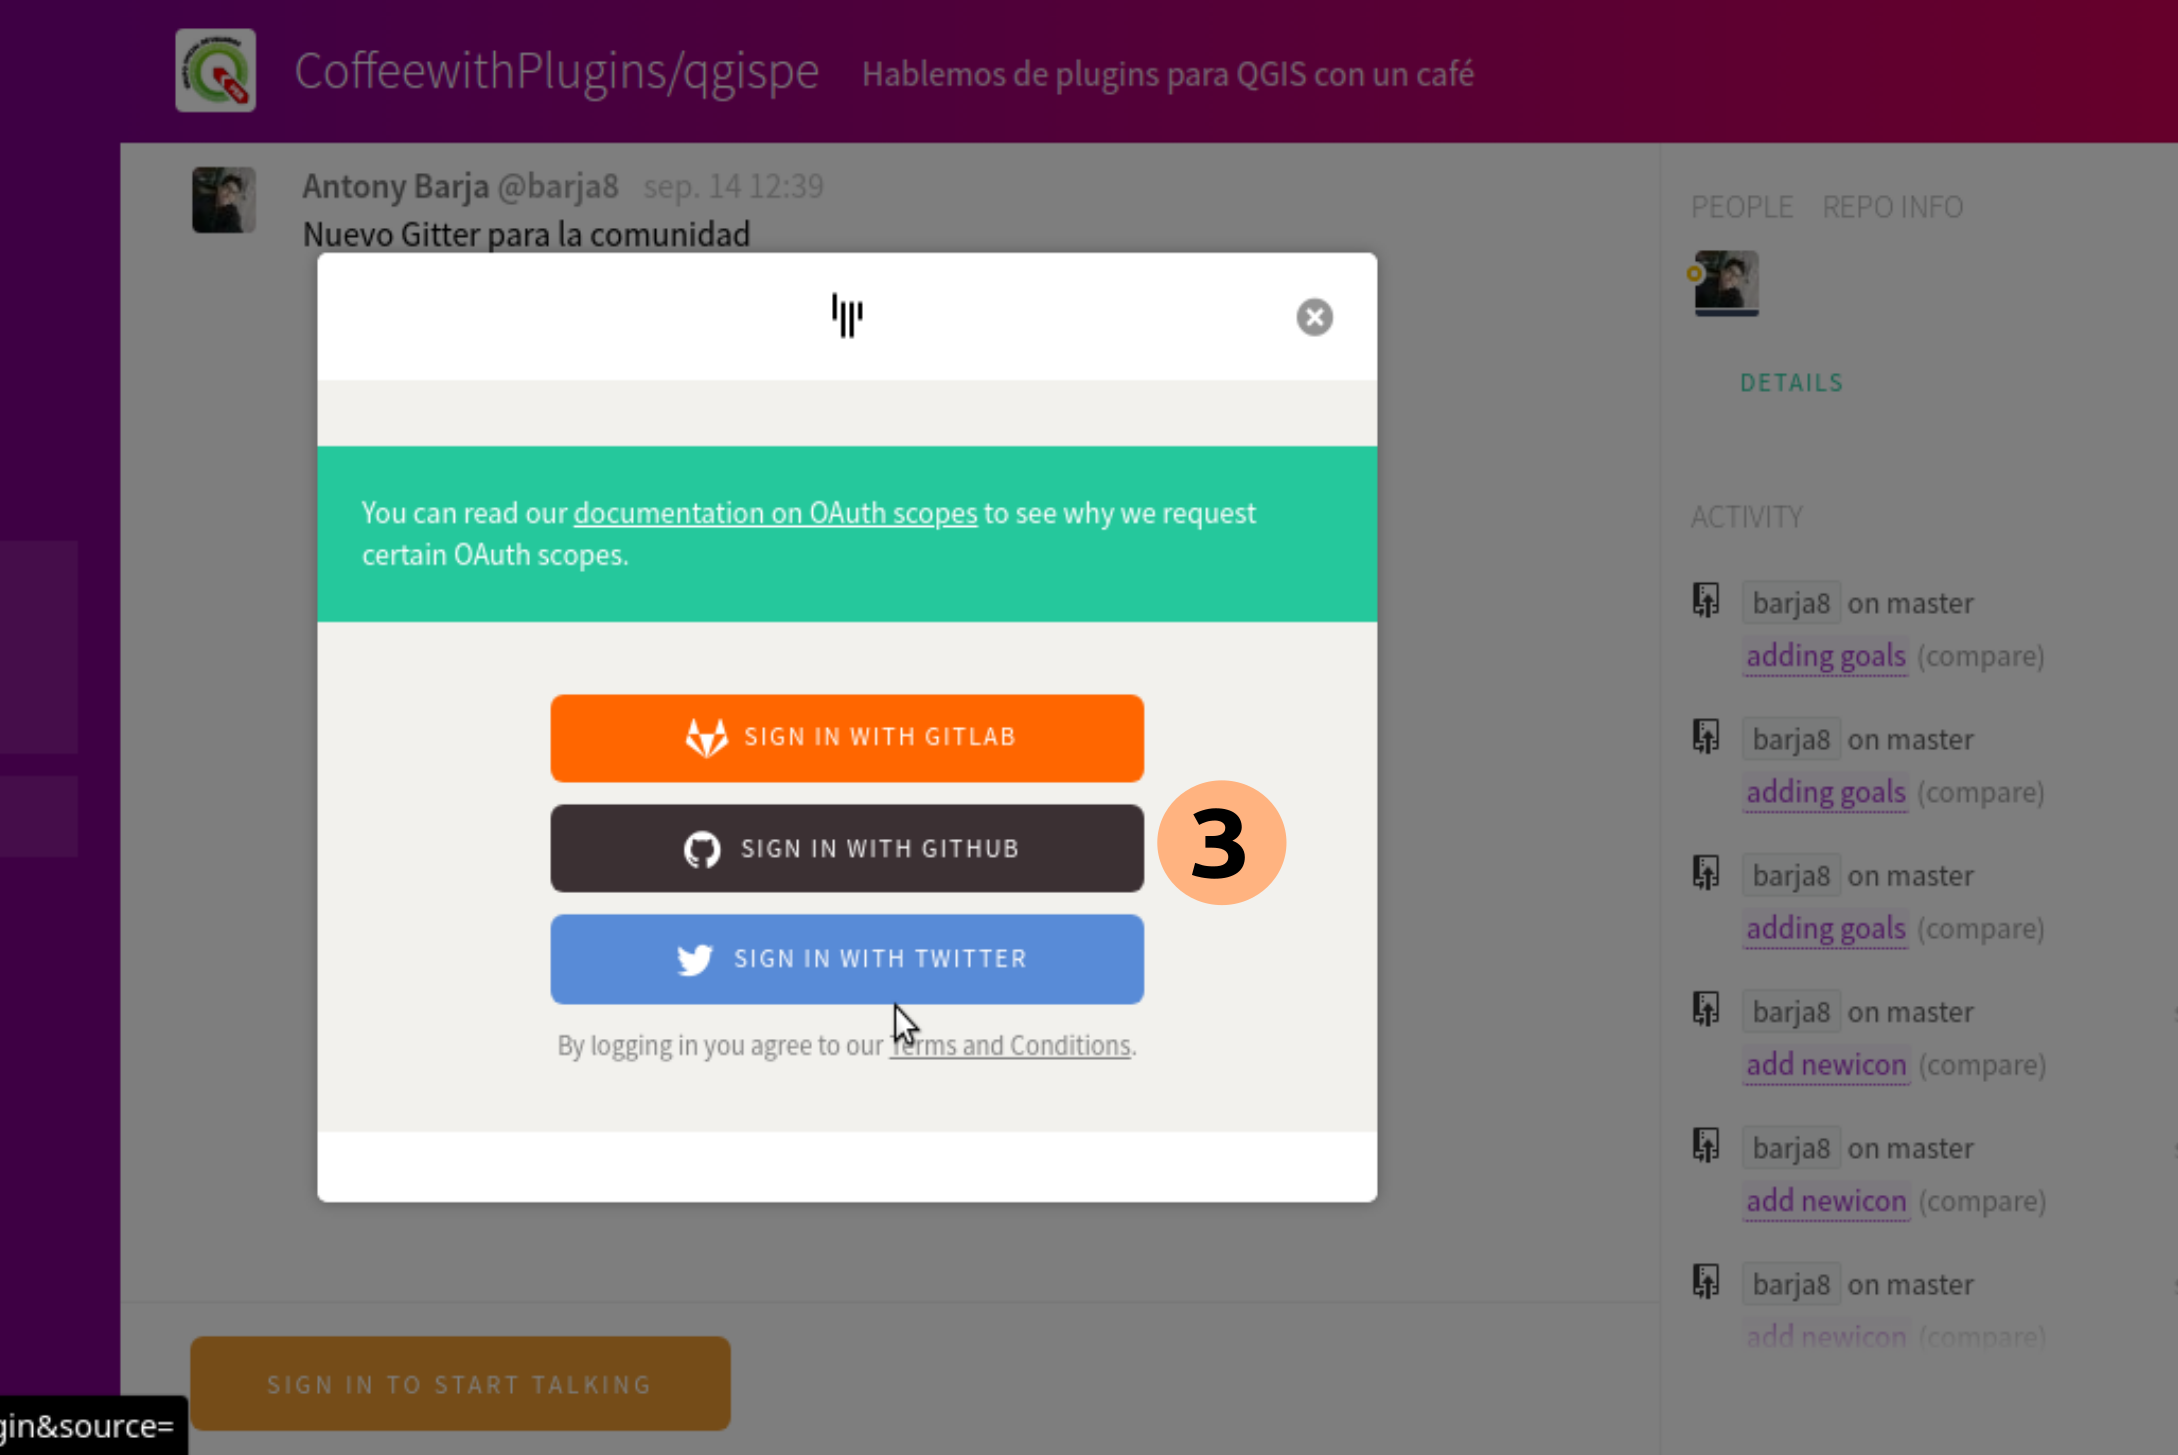 CoffeewithPlugins/qgispe Hablemos de plugins para QGIS con un café
Antony Barja @barja8 sep. 14 12:39
Nuevo Gitter para la comunidad
You can read our documentation on OAuth scopes to see why we request
certain OAuth scopes.
SIGN IN WITH GITLAB
SIGN IN WITH GITHUB
3
SIGN IN WITH TWITTER
By logging in you agree to our Terms and Conditions.
SIGN IN TO START TALKING
gin&source=
PEOPLE REPO INFO
DETAILS
ACTIVITY
barja8 on master
adding goals (compare)
barja8 on master
adding goals (compare)
barja8 on master
adding goals (compare)
barja8 on master
add newicon (compare)
barja8 on master
add newicon (compare)
barja8 on master
add newicon (compare)